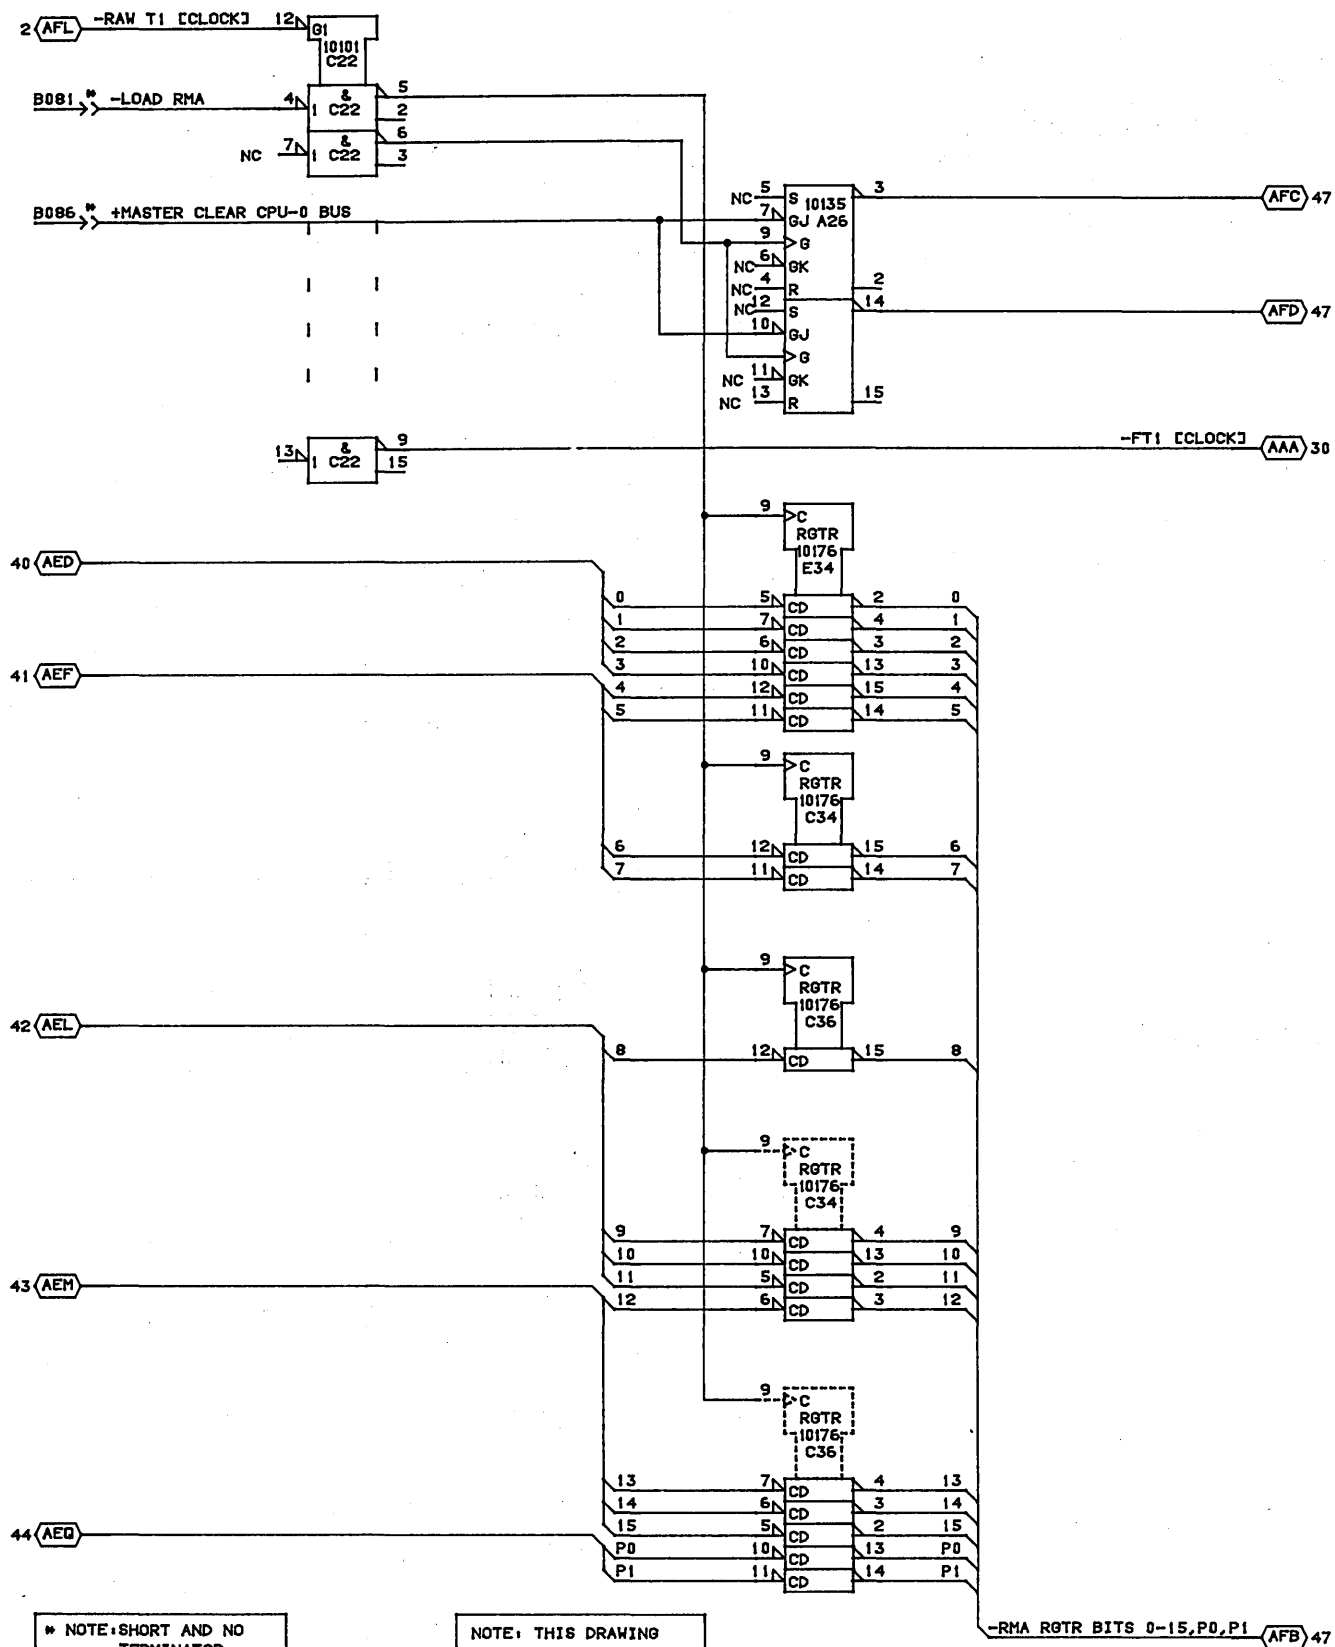 2 AFL -RAW T1 [CLOCK] 12 G1
10101
C22
B081 * -LOAD RMA 4 1 & C22 5
2
NC 7 1 & C22 6
3
B086 * +MASTER CLEAR CPU-0 BUS
NC 5 S 10135 3 AFC 47
7 GJ A26
9 G
NC 6 GK
NC 4 R 2
NC 12 S 14 AFD 47
10 GJ
G
NC 11 GK
NC 13 R 15
13 1 & C22 9 -FT1 [CLOCK] AAA 30
15
9 C
RGTR
10176
E34
40 AED
0 5 CD 2 0
1 7 CD 4 1
2 6 CD 3 2
41 AEF 3 10 CD 13 3
4 12 CD 15 4
5 11 CD 14 5
9 C
RGTR
10176
C34
6 12 CD 15 6
7 11 CD 14 7
9 C
RGTR
10176
C36
42 AEL
8 12 CD 15 8
9 C
RGTR
10176
C34
9 7 CD 4 9
10 10 CD 13 10
43 AEM 11 5 CD 2 11
12 6 CD 3 12
9 C
RGTR
10176
C36
13 7 CD 4 13
14 6 CD 3 14
44 AEQ 15 5 CD 2 15
P0 10 CD 13 P0
P1 11 CD 14 P1
* NOTE:SHORT AND NO
TERMINATOR
NOTE: THIS DRAWING
-RMA RGTR BITS 0-15,P0,P1 AFB 47